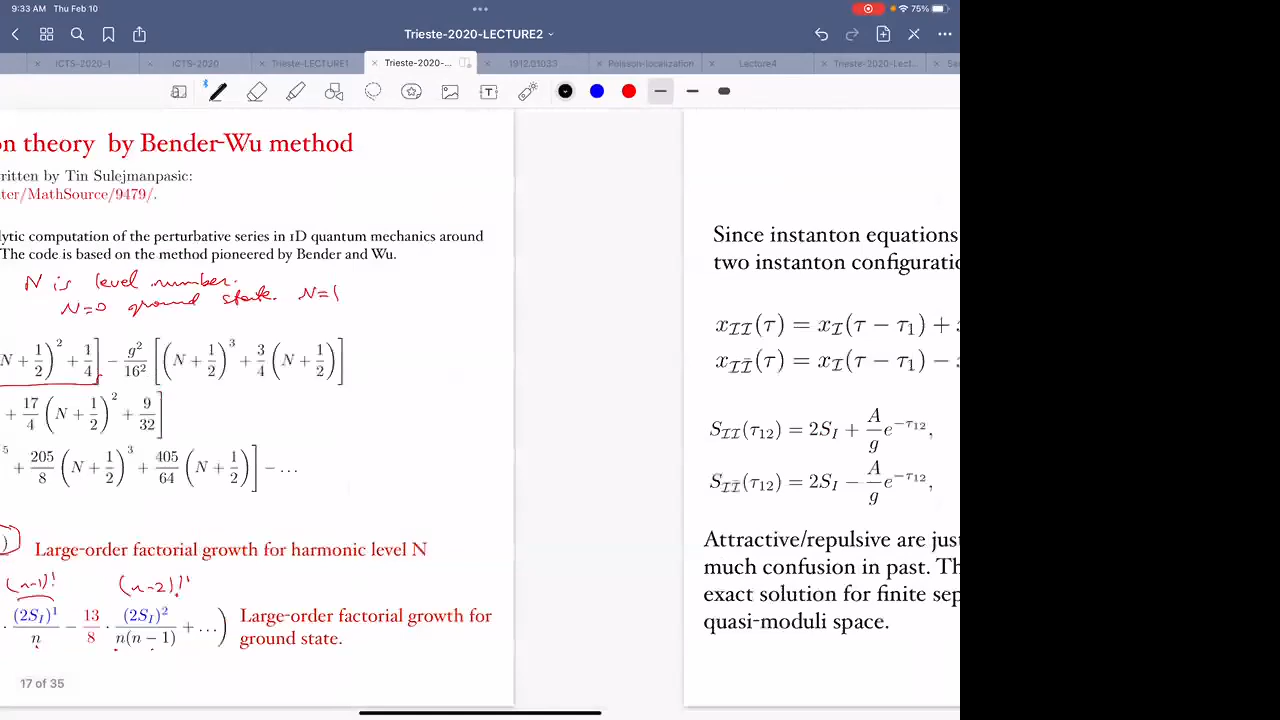 9:33 AM Thu Feb 10
75%
Trieste-2020-LECTURE2
ICTS-2020-1
ICTS-2020
Trieste-LECTURE1
Trieste-2020-...
1912.01033
Poisson-localization
Lecture4
Trieste-2020-Lect...
on theory by Bender-Wu method
ritten by Tin Sulejmanpasic:
ter/MathSource/9479/.
lytic computation of the perturbative series in 1D quantum mechanics around
The code is based on the method pioneered by Bender and Wu.
N is level number.
N=0 ground state. N=1
N + 1/2)^2 + 1/4] − g^2/16^2 [(N + 1/2)^3 + 3/4 (N + 1/2)]
+ 17/4 (N + 1/2)^2 + 9/32]
5 + 205/8 (N + 1/2)^3 + 405/64 (N + 1/2)] − ...
) Large-order factorial growth for harmonic level N
(n-1)! (n-2)!
· (2S_I)^1/n − 13/8 · (2S_I)^2/n(n − 1) + ...) Large-order factorial growth for
ground state.
17 of 35
Since instanton equations
two instanton configuratio
x_{II}(τ) = x_I(τ − τ_1) +
x_{IĪ}(τ) = x_I(τ − τ_1) −
S_{II}(τ_12) = 2S_I + A/g e^{−τ_12},
S_{IĪ}(τ_12) = 2S_I − A/g e^{−τ_12},
Attractive/repulsive are jus
much confusion in past. Th
exact solution for finite sep
quasi-moduli space.